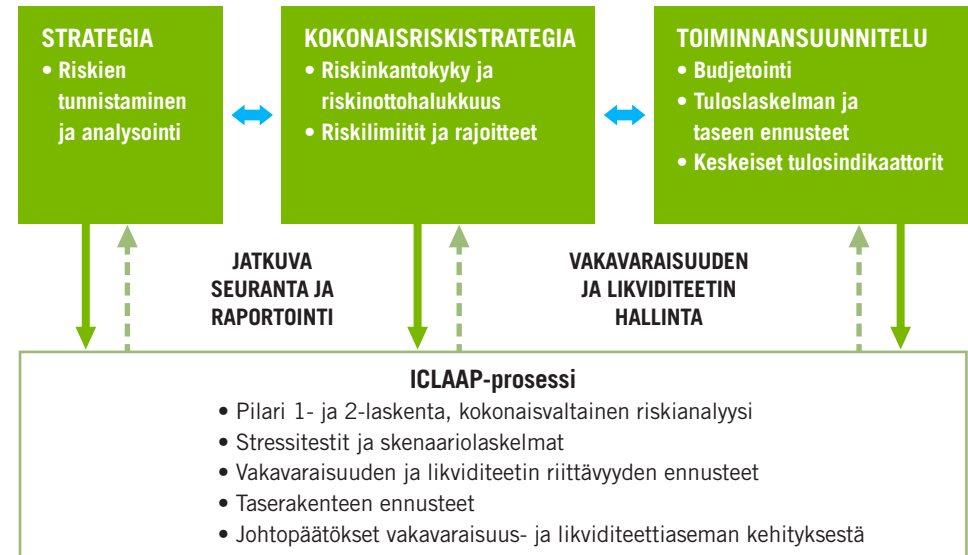 STRATEGIA
• Riskien
tunnistaminen
ja analysointi
KOKONAISRISKISTRATEGIA
• Riskinkantokyky ja
riskinottohalukkuus
• Riskilimiitit ja rajoitteet
TOIMINNANSUUNNITELU
• Budjetointi
• Tuloslaskelman ja
taseen ennusteet
• Keskeiset tulosindikaattorit
JATKUVA
SEURANTA JA
RAPORTOINTI
VAKAVARAISUUDEN
JA LIKVIDITEETIN
HALLINTA
ICLAAP-prosessi
• Pilari 1- ja 2-laskenta, kokonaisvaltainen riskianalyysi
• Stressitestit ja skenaariolaskelmat
• Vakavaraisuuden ja likviditeetin riittävyyden ennusteet
• Taserakenteen ennusteet
• Johtopäätökset vakavaraisuus- ja likviditeettiaseman kehityksestä